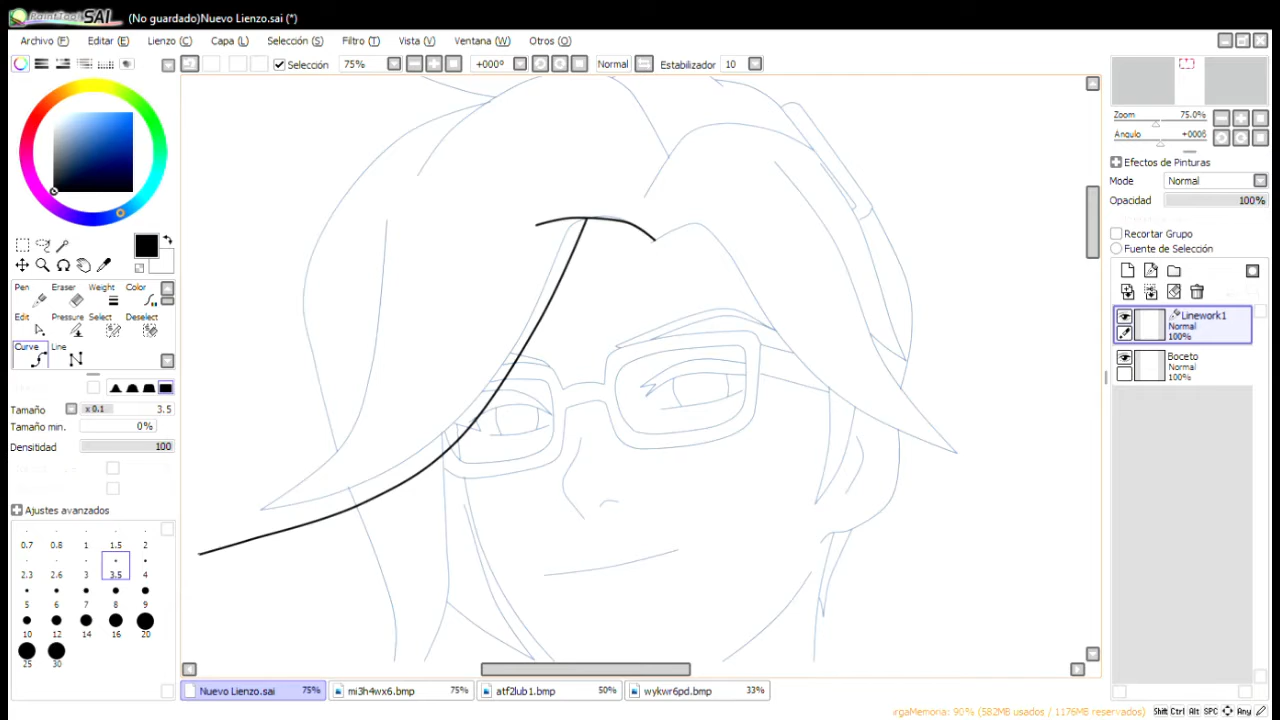 PaintTool SAI (No guardado)Nuevo Lienzo.sai (*)
Archivo (F) Editar (E) Lienzo (C) Capa (L) Selección (S) Filtro (T) Vista (V) Ventana (W) Otros (O)
Selección 75% +000º Normal Estabilizador 10
Zoom 75.0%
Angulo +000º
Efectos de Pinturas
Mode Normal
Opacidad 100%
Recortar Grupo
Fuente de Selección
Pen Eraser Weight Color
Edit Pressure Select Deselect
Curve Line
Linework1
Normal
100%
Boceto
Normal
100%
Tamaño x 0.1 3.5
Tamaño min. 0%
Densitidad 100
Ajustes avanzados
0.7 0.8 1 1.5 2
2.3 2.6 3 3.5 4
5 6 7 8 9
10 12 14 16 20
25 30
Nuevo Lienzo.sai 75% mi3h4wx6.bmp 75% atf2lub1.bmp 50% wykwr6pd.bmp 33%
rgaMemoria: 90% (582MB usados / 1176MB reservados) Shift Ctrl Alt SPC Any